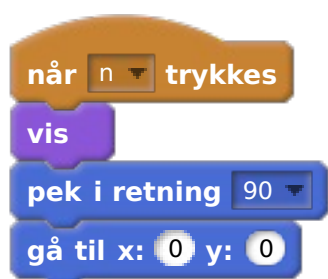 når n trykkes
vis
pek i retning 90
gå til x: 0 y: 0